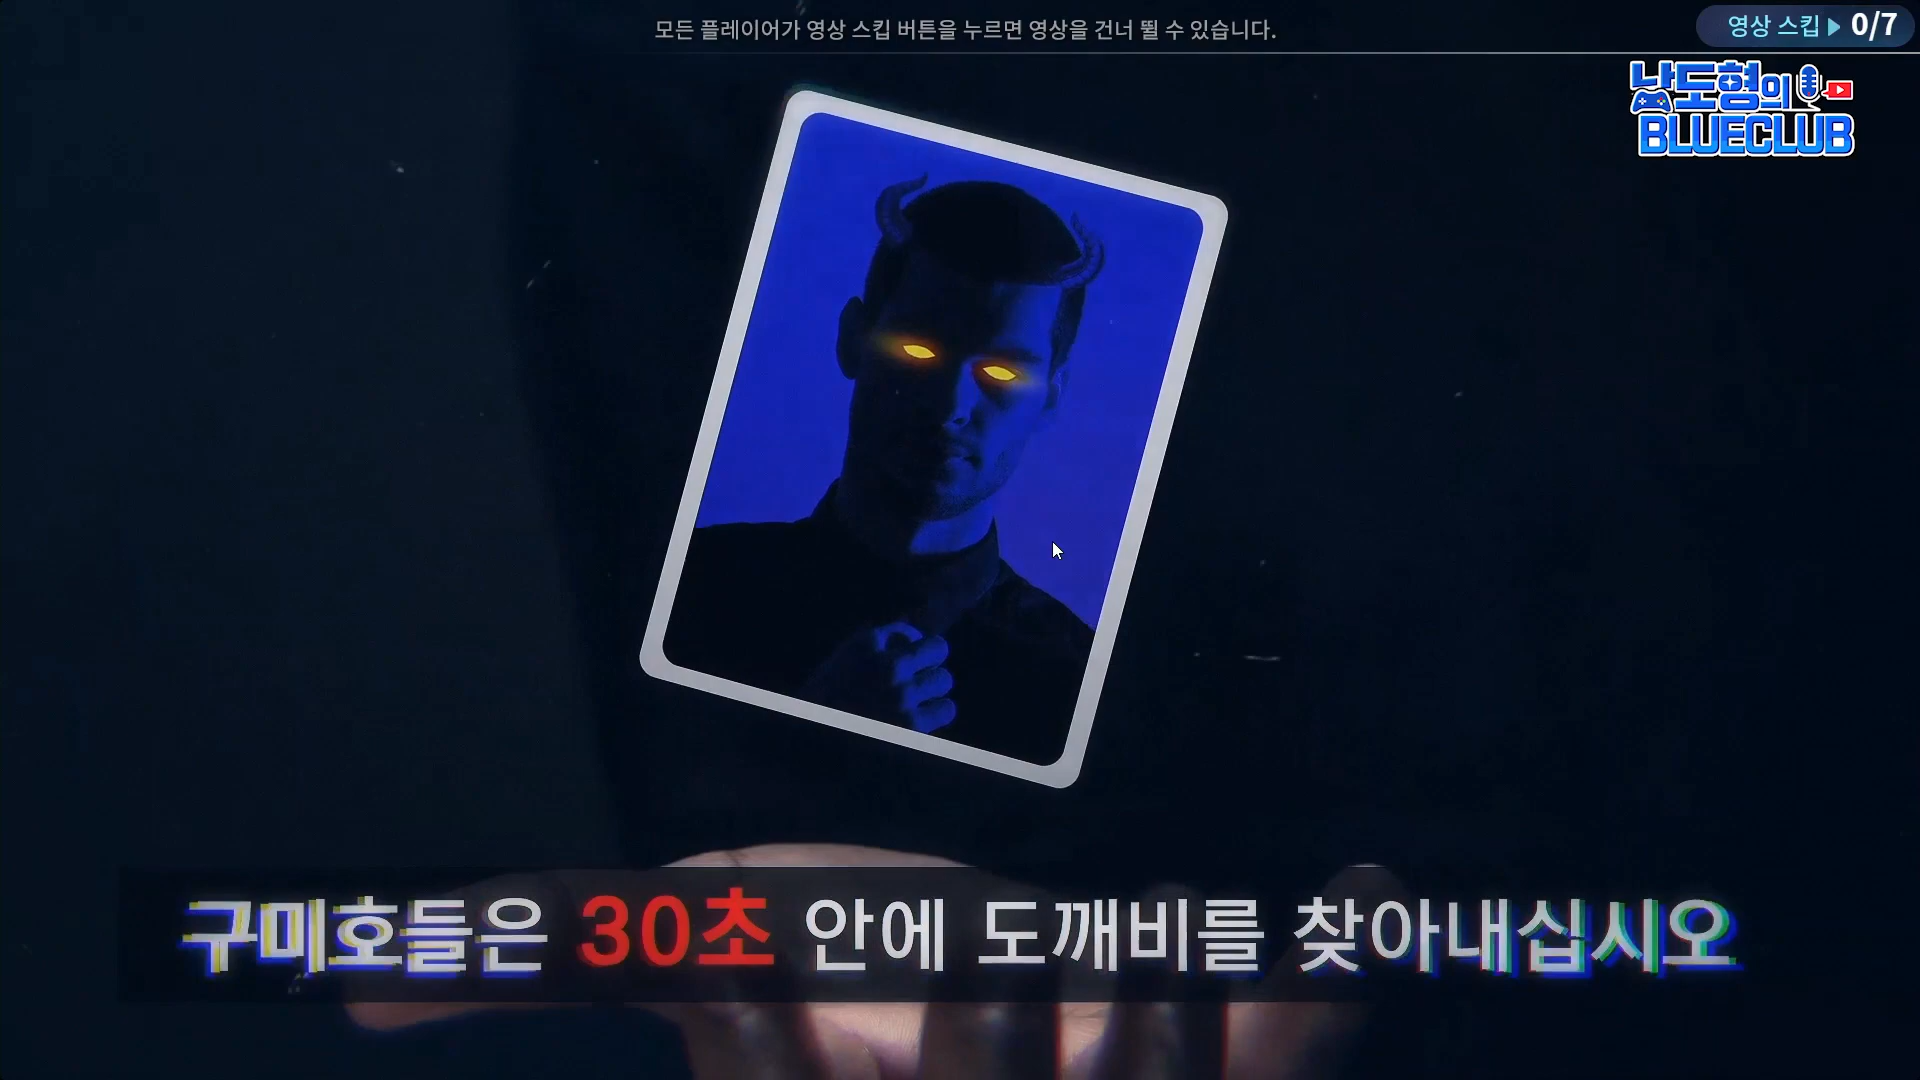 모든 플레이어가 영상 스킵 버튼을 누르면 영상을 건너 뛸 수 있습니다.
영상 스킵 0/7
남도형의
BLUECLUB
구미호들은 30초 안에 도깨비를 찾아내십시오